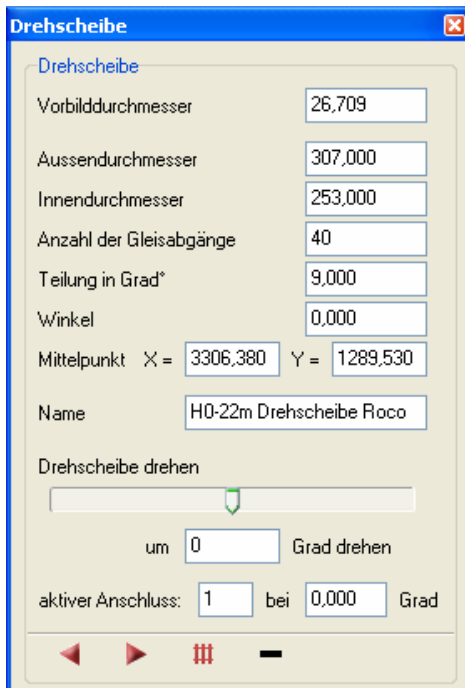 Drehscheibe
Drehscheibe
Vorbilddurchmesser 26,709
Aussendurchmesser 307,000
Innendurchmesser 253,000
Anzahl der Gleisabgänge 40
Teilung in Grad° 9,000
Winkel 0,000
Mittelpunkt X = 3306,380 Y = 1289,530
Name H0-22m Drehscheibe Roco
Drehscheibe drehen
um 0 Grad drehen
aktiver Anschluss: 1 bei 0,000 Grad